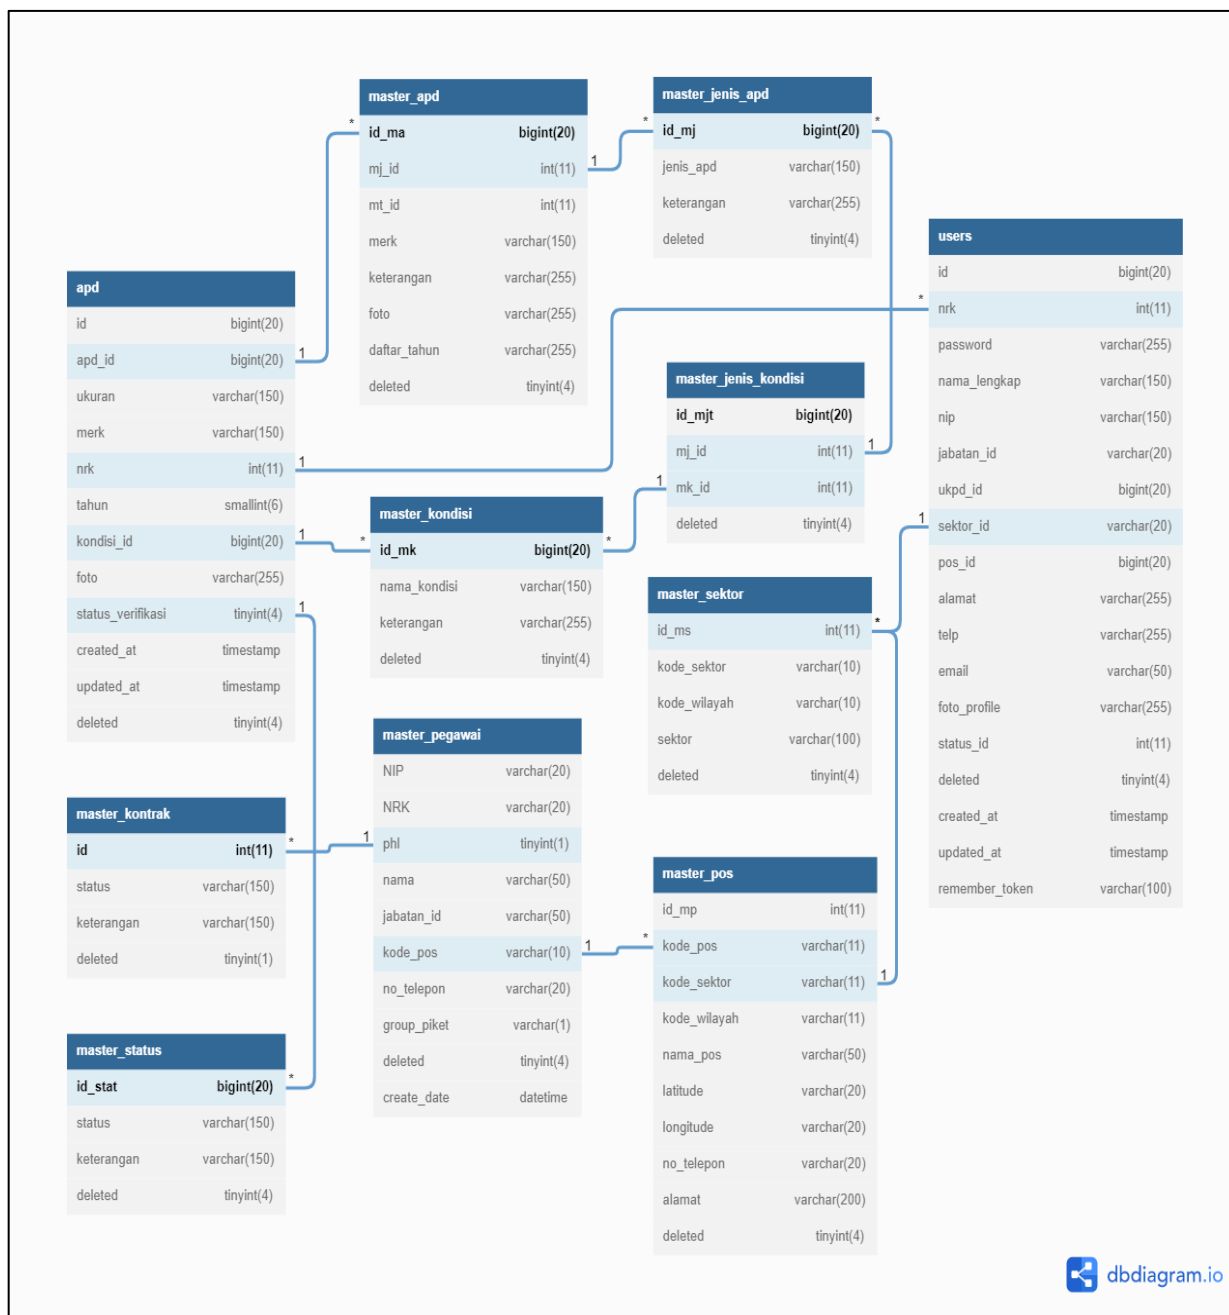 master_apd
id_ma bigint(20)
mj_id int(11)
mt_id int(11)
merk varchar(150)
keterangan varchar(255)
foto varchar(255)
daftar_tahun varchar(255)
deleted tinyint(4)
* 1
master_jenis_apd
id_mj bigint(20)
jenis_apd varchar(150)
keterangan varchar(255)
deleted tinyint(4)
* *
users
id bigint(20)
nrk int(11)
password varchar(255)
nama_lengkap varchar(150)
nip varchar(150)
jabatan_id varchar(20)
ukpd_id bigint(20)
sektor_id varchar(20)
pos_id bigint(20)
alamat varchar(255)
telp varchar(255)
email varchar(50)
foto_profile varchar(255)
status_id int(11)
deleted tinyint(4)
created_at timestamp
updated_at timestamp
remember_token varchar(100)
* 1
apd
id bigint(20)
apd_id bigint(20) 1
ukuran varchar(150)
merk varchar(150)
nrk int(11) 1
tahun smallint(6)
kondisi_id bigint(20) 1
foto varchar(255)
status_verifikasi tinyint(4) 1
created_at timestamp
updated_at timestamp
deleted tinyint(4)
master_jenis_kondisi
id_mjt bigint(20)
mj_id int(11) 1
1 mk_id int(11)
deleted tinyint(4)
master_kondisi
* id_mk bigint(20) *
nama_kondisi varchar(150)
keterangan varchar(255)
deleted tinyint(4)
master_sektor
id_ms int(11) *
kode_sektor varchar(10)
kode_wilayah varchar(10)
sektor varchar(100)
deleted tinyint(4)
master_pegawai
NIP varchar(20)
NRK varchar(20)
1 phl tinyint(1)
nama varchar(50)
jabatan_id varchar(50)
kode_pos varchar(10) 1
no_telepon varchar(20)
group_piket varchar(1)
deleted tinyint(4)
create_date datetime
master_kontrak
id int(11) *
status varchar(150)
keterangan varchar(150)
deleted tinyint(1)
master_pos
id_mp int(11)
* kode_pos varchar(11)
kode_sektor varchar(11) 1
kode_wilayah varchar(11)
nama_pos varchar(50)
latitude varchar(20)
longitude varchar(20)
no_telepon varchar(20)
alamat varchar(200)
deleted tinyint(4)
master_status
id_stat bigint(20) *
status varchar(150)
keterangan varchar(150)
deleted tinyint(4)
dbdiagram.io